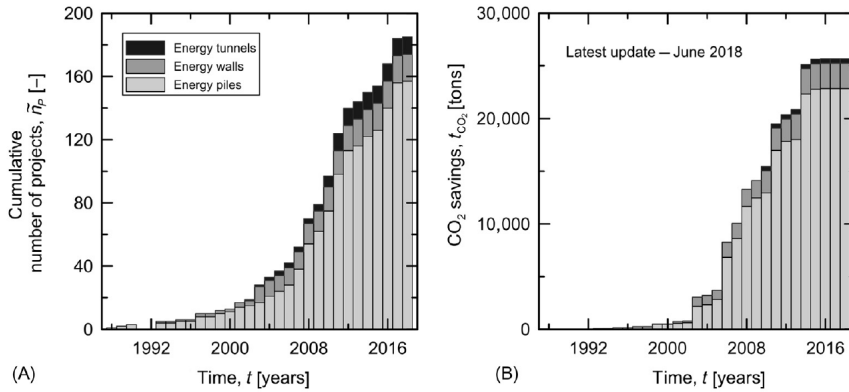 200
160
120
80
40
0
Cumulative
number of projects, ñₚ [–]
Energy tunnels
Energy walls
Energy piles
1992
2000
2008
2016
Time, t [years]
(A)
30,000
20,000
10,000
0
CO₂ savings, t_CO₂ [tons]
Latest update — June 2018
1992
2000
2008
2016
Time, t [years]
(B)